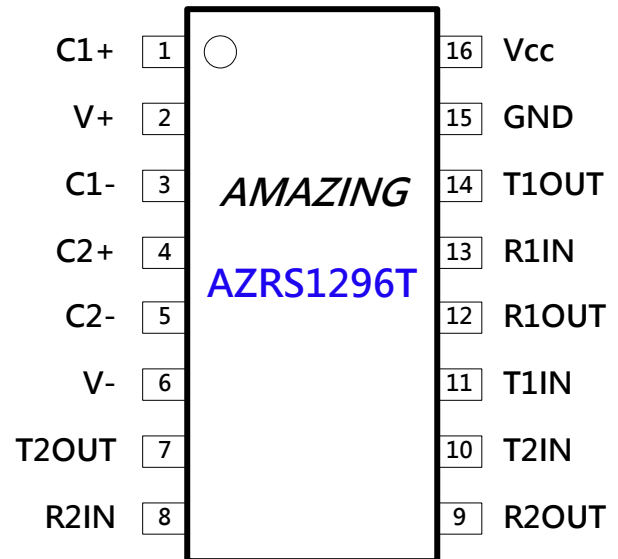 C1+ 1 16 Vcc
V+ 2 15 GND
C1- 3 AMAZING 14 T1OUT
C2+ 4 13 R1IN
AZRS1296T
C2- 5 12 R1OUT
V- 6 11 T1IN
T2OUT 7 10 T2IN
R2IN 8 9 R2OUT